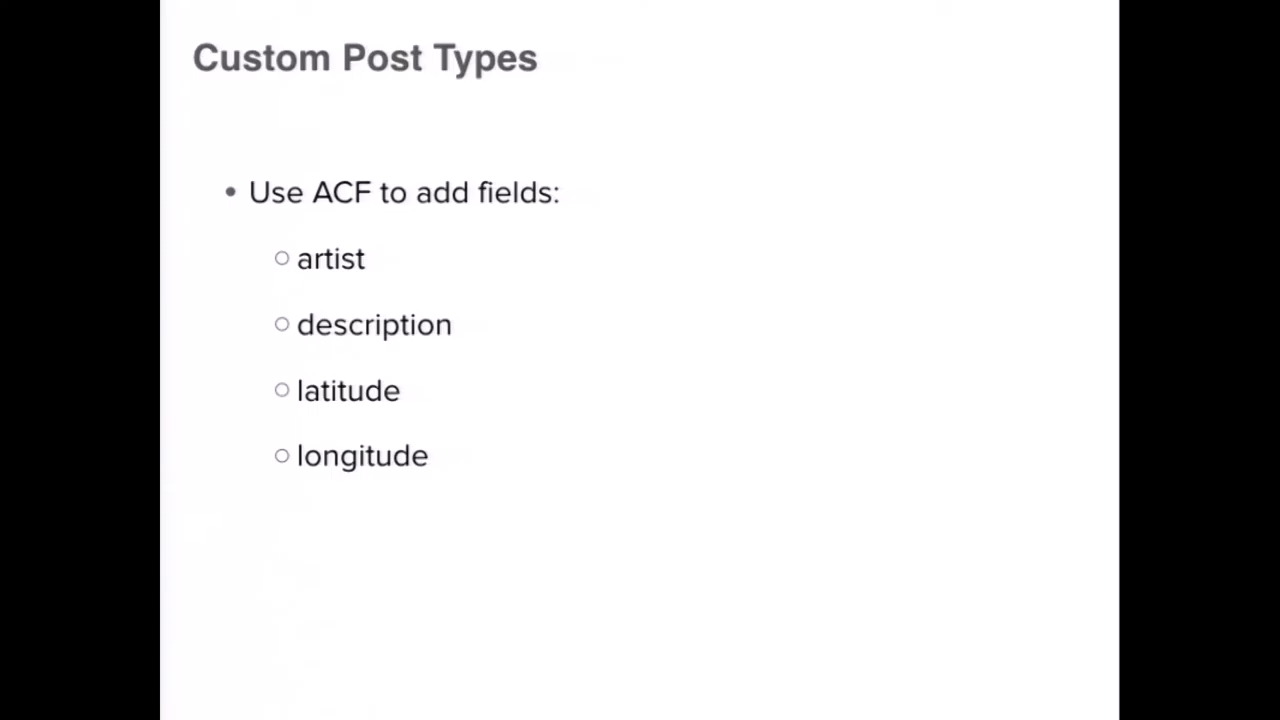 Custom Post Types
• Use ACF to add fields:
○ artist
○ description
○ latitude
○ longitude